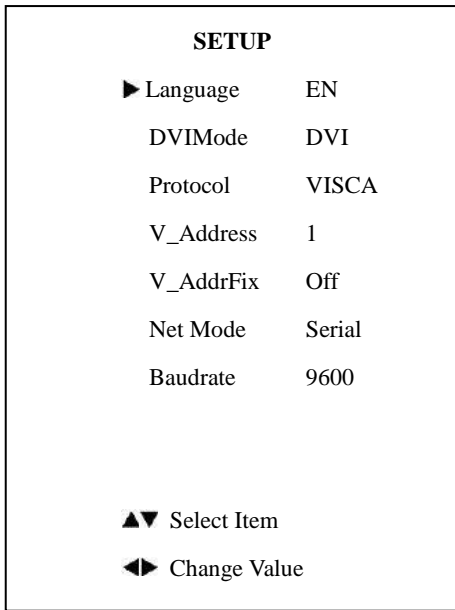 SETUP
Language EN
DVIMode DVI
Protocol VISCA
V_Address 1
V_AddrFix Off
Net Mode Serial
Baudrate 9600
Select Item
Change Value